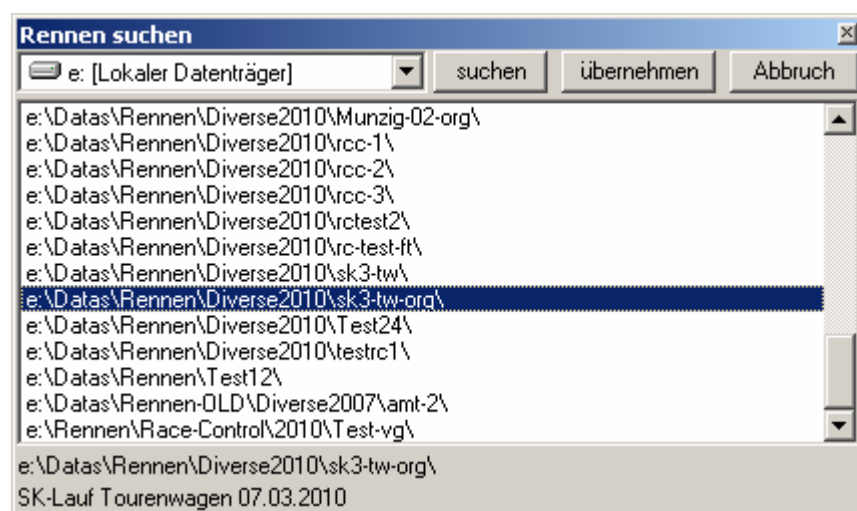 Rennen suchen
e: [Lokaler Datenträger] suchen übernehmen Abbruch
e:\Datas\Rennen\Diverse2010\Munzig-02-org\
e:\Datas\Rennen\Diverse2010\rcc-1\
e:\Datas\Rennen\Diverse2010\rcc-2\
e:\Datas\Rennen\Diverse2010\rcc-3\
e:\Datas\Rennen\Diverse2010\rctest2\
e:\Datas\Rennen\Diverse2010\rc-test-ft\
e:\Datas\Rennen\Diverse2010\sk3-tw\
e:\Datas\Rennen\Diverse2010\sk3-tw-org\
e:\Datas\Rennen\Diverse2010\Test24\
e:\Datas\Rennen\Diverse2010\testrc1\
e:\Datas\Rennen\Test12\
e:\Datas\Rennen-OLD\Diverse2007\amt-2\
e:\Rennen\Race-Control\2010\Test-vg\
e:\Datas\Rennen\Diverse2010\sk3-tw-org\
SK-Lauf Tourenwagen 07.03.2010